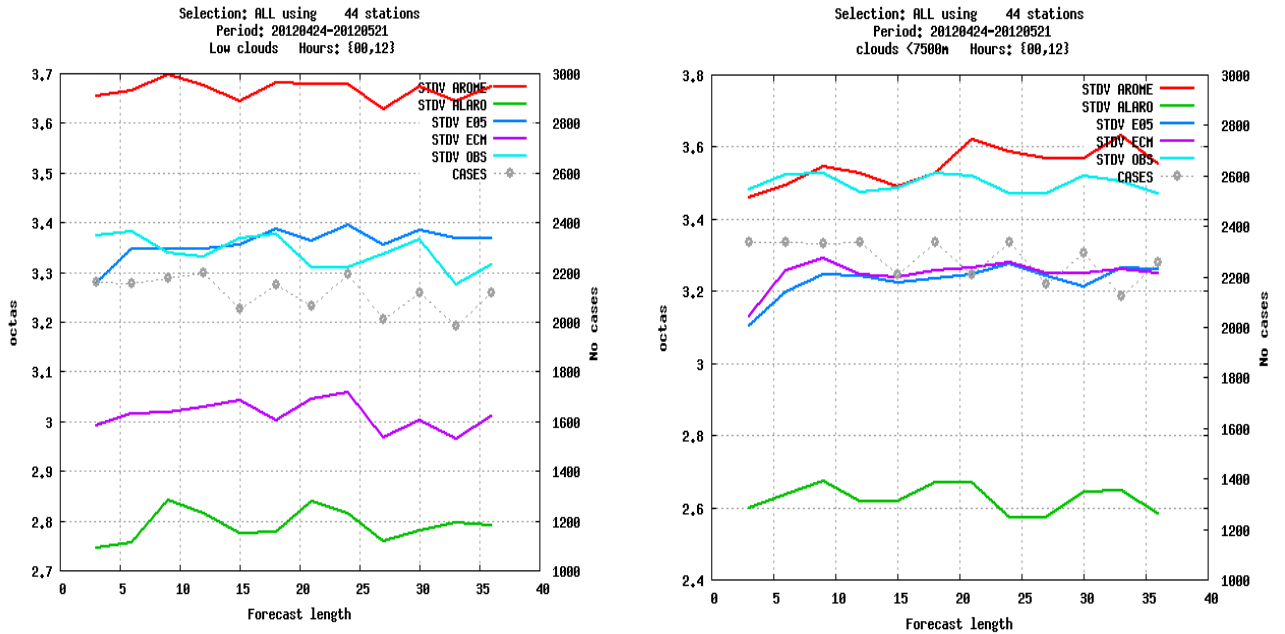 Selection: ALL using    44 stations
Period: 20120424-20120521
Low clouds   Hours: {00,12}
3.7
3.6
3.5
3.4
3.3
3.2
3.1
3
2.9
2.8
2.7
octas
3000
2800
2600
2400
2200
2000
1800
1600
1400
1200
1000
No cases
STDV AROME
STDV ALARO
STDV E05
STDV ECM
STDV OBS
CASES
0 5 10 15 20 25 30 35 40
Forecast length
Selection: ALL using    44 stations
Period: 20120424-20120521
clouds <7500m   Hours: {00,12}
3.8
3.6
3.4
3.2
3
2.8
2.6
2.4
octas
3000
2800
2600
2400
2200
2000
1800
1600
1400
1200
1000
No cases
STDV AROME
STDV ALARO
STDV E05
STDV ECM
STDV OBS
CASES
0 5 10 15 20 25 30 35 40
Forecast length